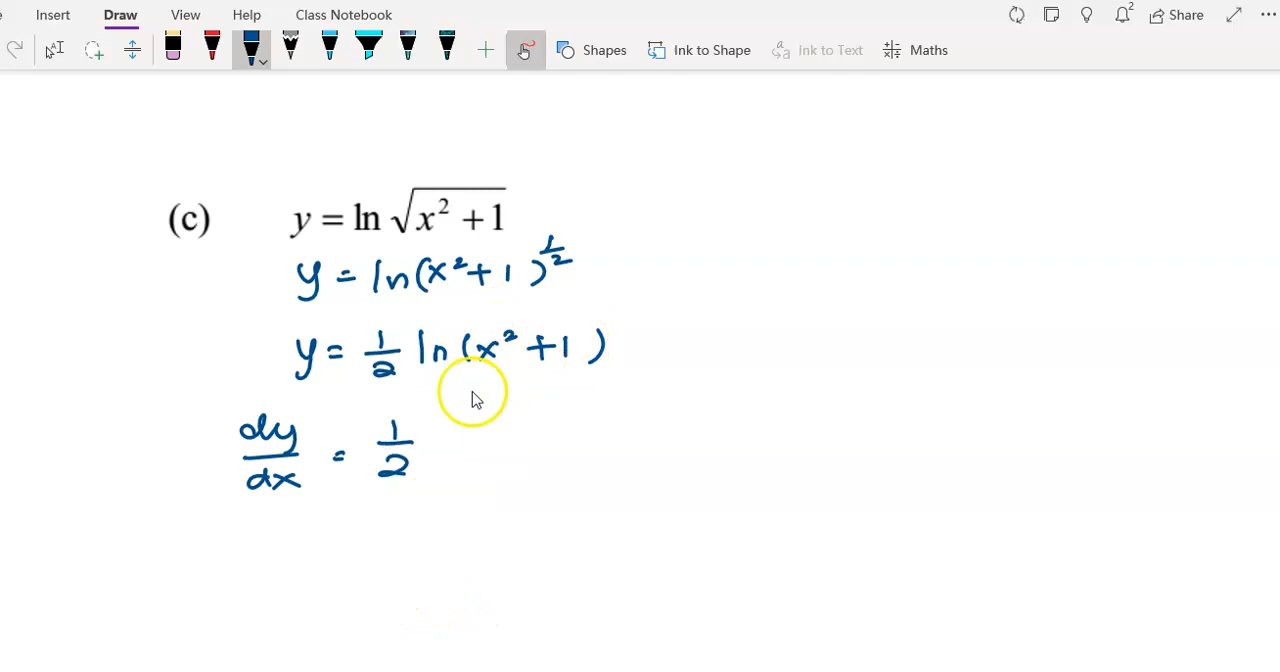 Insert Draw View Help Class Notebook 2 Share
Shapes Ink to Shape Ink to Text Maths
(c) y = ln √(x² + 1)
y = ln(x² + 1)^½
y = ½ ln(x² + 1)
dy/dx = ½